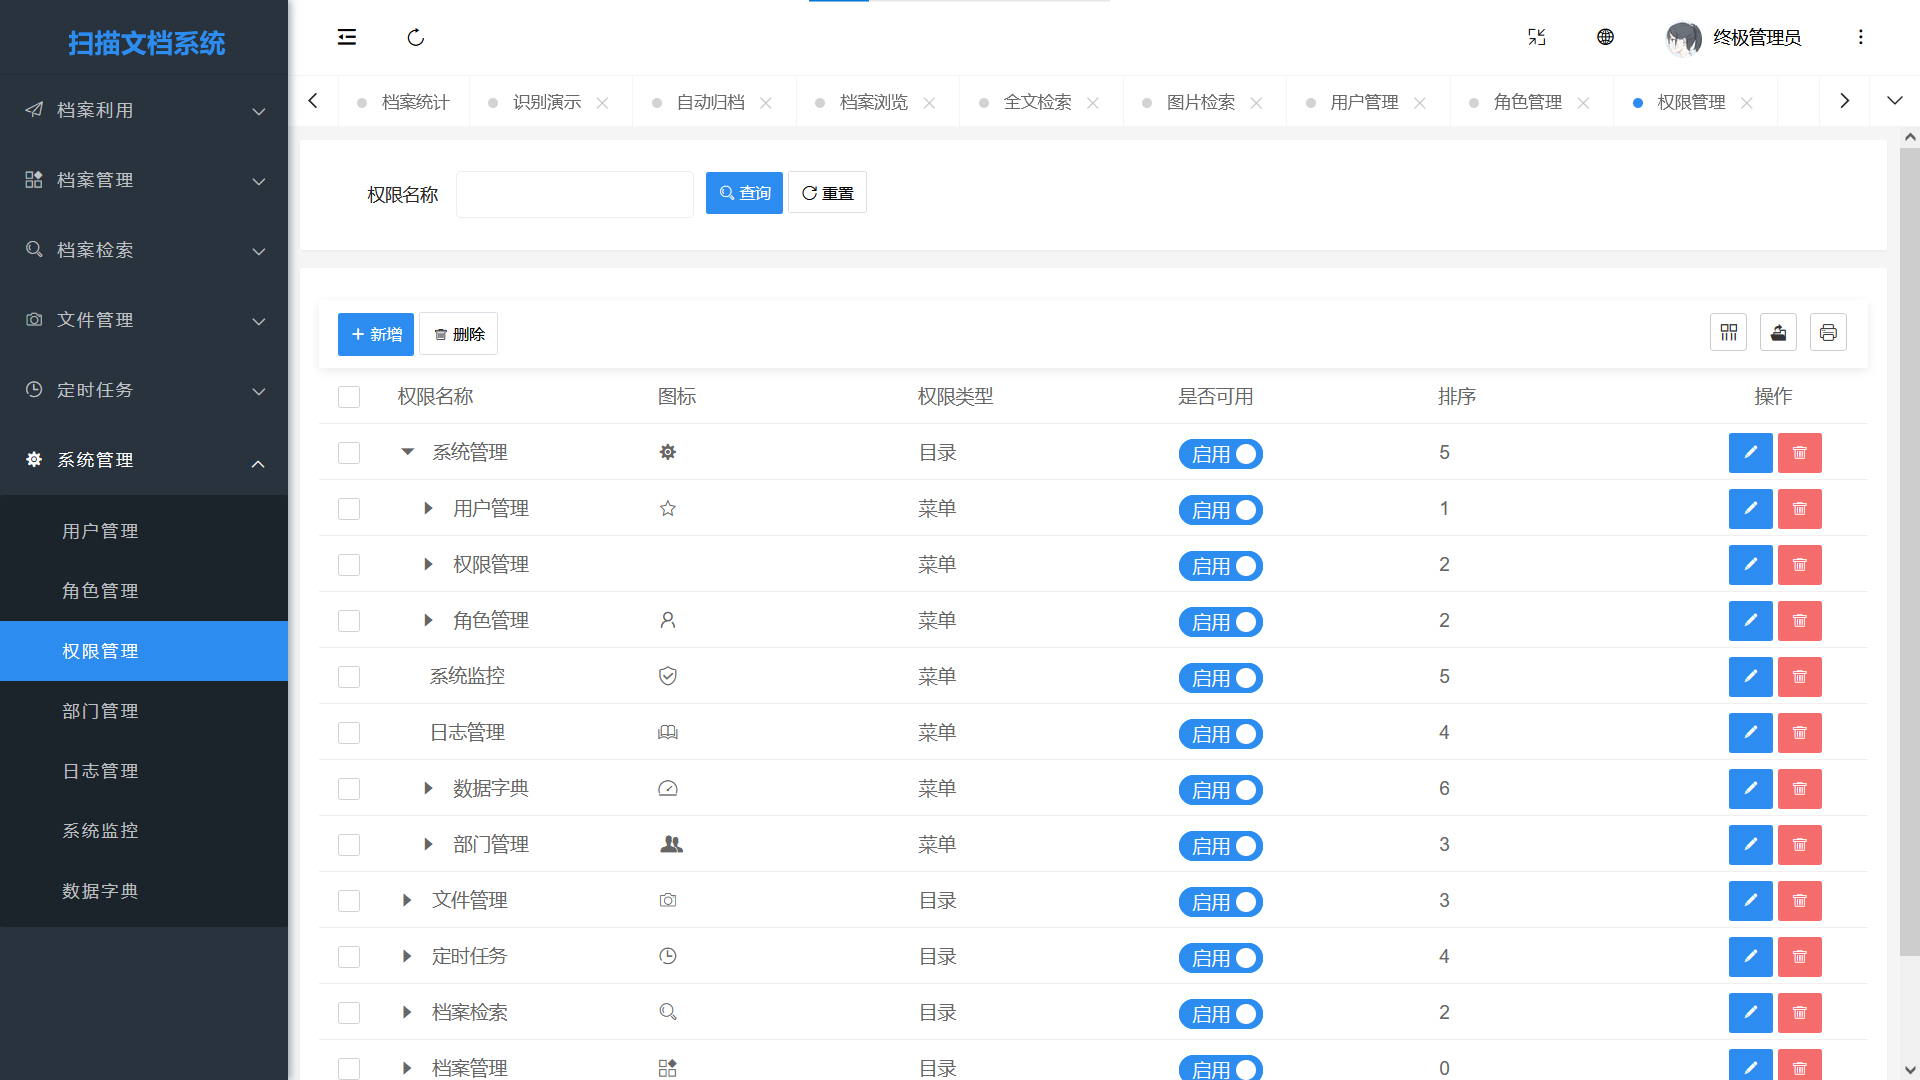 扫描文档系统
档案利用
档案管理
档案检索
文件管理
定时任务
系统管理
用户管理
角色管理
权限管理
部门管理
日志管理
系统监控
数据字典
终极管理员
档案统计 识别演示 自动归档 档案浏览 全文检索 图片检索 用户管理 角色管理 权限管理
权限名称 查询 重置
新增 删除
权限名称 图标 权限类型 是否可用 排序 操作
系统管理 目录 启用 5
用户管理 菜单 启用 1
权限管理 菜单 启用 2
角色管理 菜单 启用 2
系统监控 菜单 启用 5
日志管理 菜单 启用 4
数据字典 菜单 启用 6
部门管理 菜单 启用 3
文件管理 目录 启用 3
定时任务 目录 启用 4
档案检索 目录 启用 2
档案管理 目录 启用 0